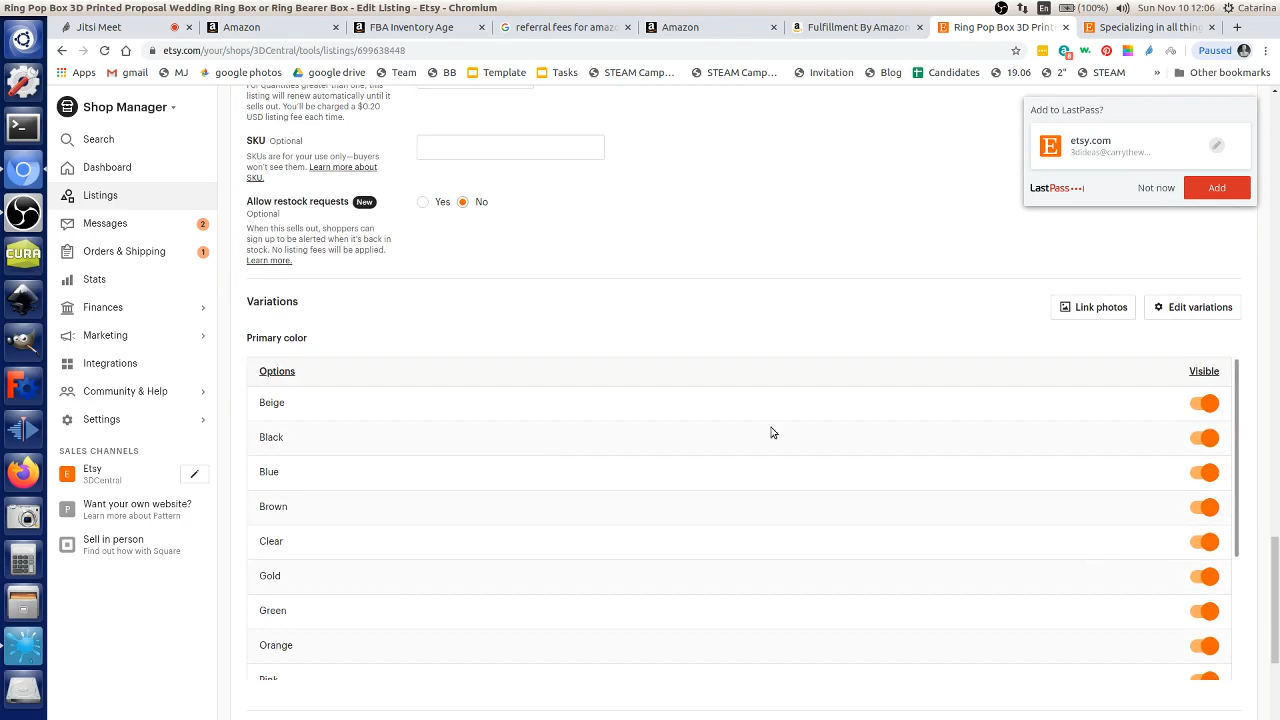 Ring Pop Box 3D Printed Proposal Wedding Ring Box or Ring Bearer Box - Edit Listing - Etsy - Chromium
En
(100%)
Sun Nov 10 12:06
Catarina
Jitsi Meet
Amazon
FBA Inventory Age
referral fees for amazo
Amazon
Fulfillment By Amazon
Ring Pop Box 3D Printe
Specializing in all thing
etsy.com/your/shops/3DCentral/tools/listings/699638448
Paused
Apps
gmail
MJ
google photos
google drive
Team
BB
Template
Tasks
STEAM Camp...
STEAM Camp...
Invitation
Blog
Candidates
19.06
2"
STEAM
»
Other bookmarks
Shop Manager
Search
Dashboard
Listings
Messages
2
Orders & Shipping
1
Stats
Finances
Marketing
Integrations
Community & Help
Settings
SALES CHANNELS
E
Etsy
3DCentral
P
Want your own website?
Learn more about Pattern
Sell in person
Find out how with Square
CURA
For Quantities greater than one, this
listing will renew automatically until it
sells out. You'll be charged a $0.20
USD listing fee each time.
SKU Optional
SKUs are for your use only—buyers
won't see them. Learn more about
SKU.
Allow restock requests New
Optional
Yes
No
When this sells out, shoppers can
sign up to be alerted when it's back in
stock. No listing fees will be applied.
Learn more.
Variations
Link photos
Edit variations
Primary color
Options
Visible
Beige
Black
Blue
Brown
Clear
Gold
Green
Orange
Pink
Add to LastPass?
E
etsy.com
3dideas@carrythew...
LastPass
Not now
Add